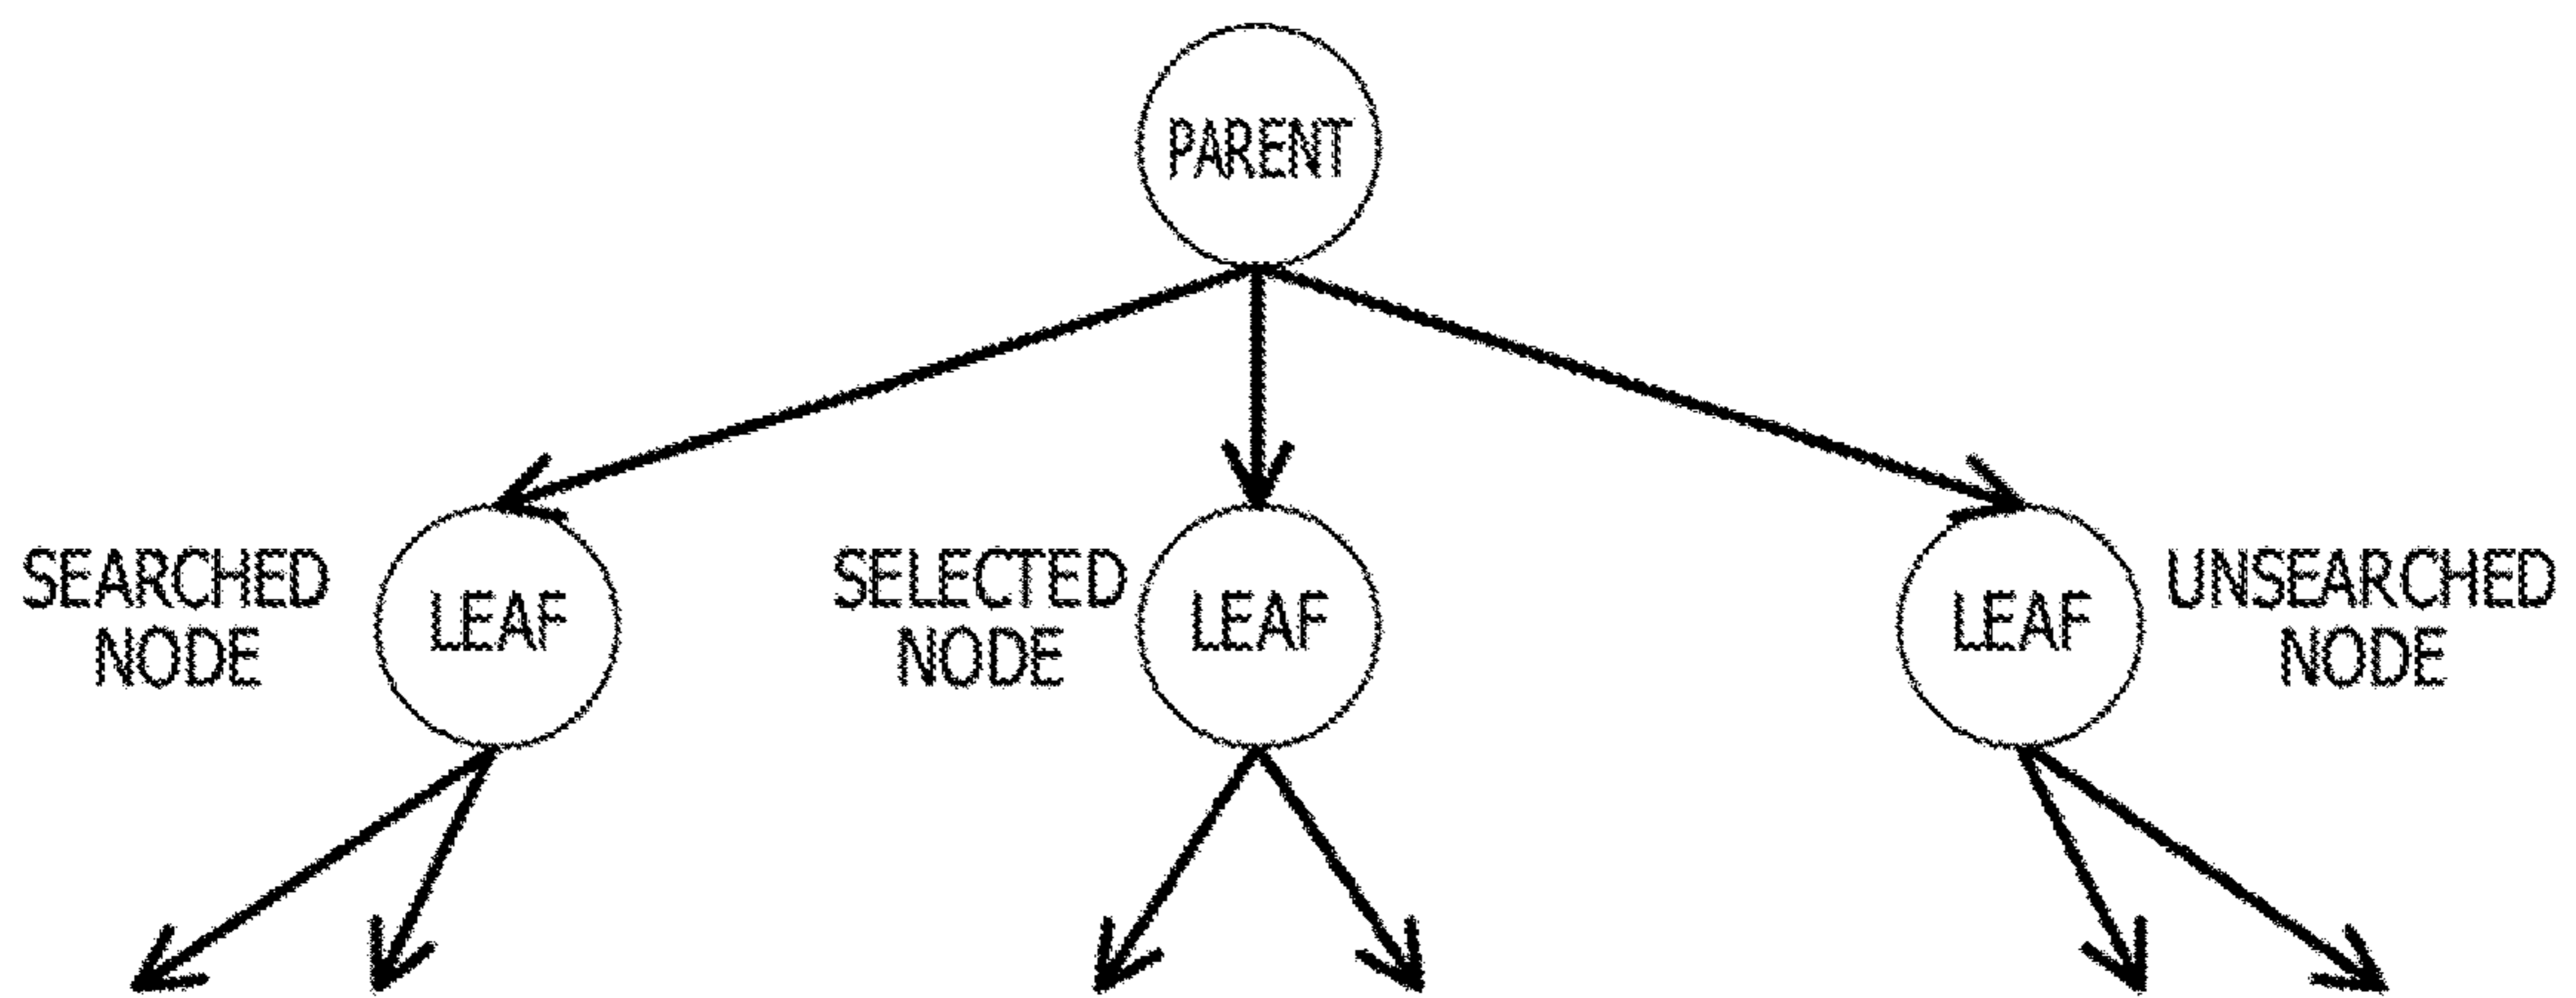 PARENT
SEARCHED
NODE
LEAF
SELECTED
NODE
LEAF
LEAF
UNSEARCHED
NODE